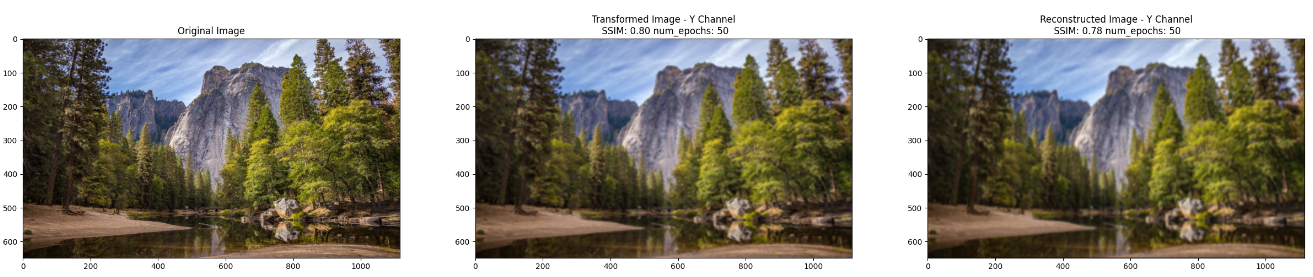 Original Image
0
100
200
300
400
500
600
0 200 400 600 800 1000
Transformed Image - Y Channel
SSIM: 0.80 num_epochs: 50
0
100
200
300
400
500
600
0 200 400 600 800 1000
Reconstructed Image - Y Channel
SSIM: 0.78 num_epochs: 50
0
100
200
300
400
500
600
0 200 400 600 800 1000